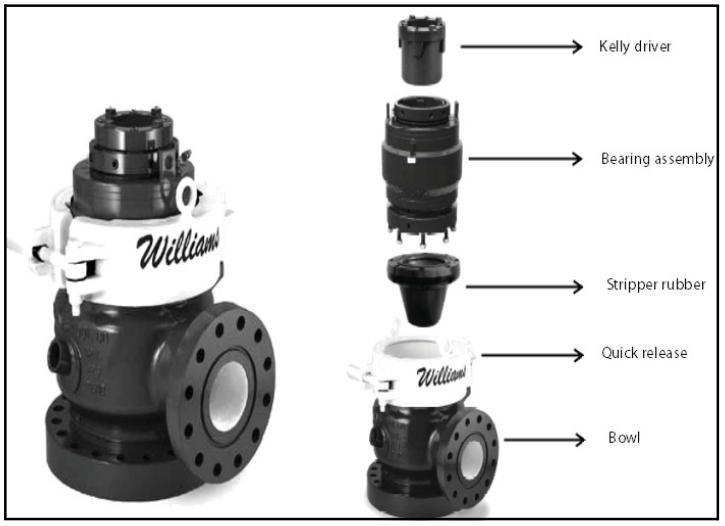 Williams
Kelly driver
Bearing assembly
Stripper rubber
Quick release
Williams
Bowl